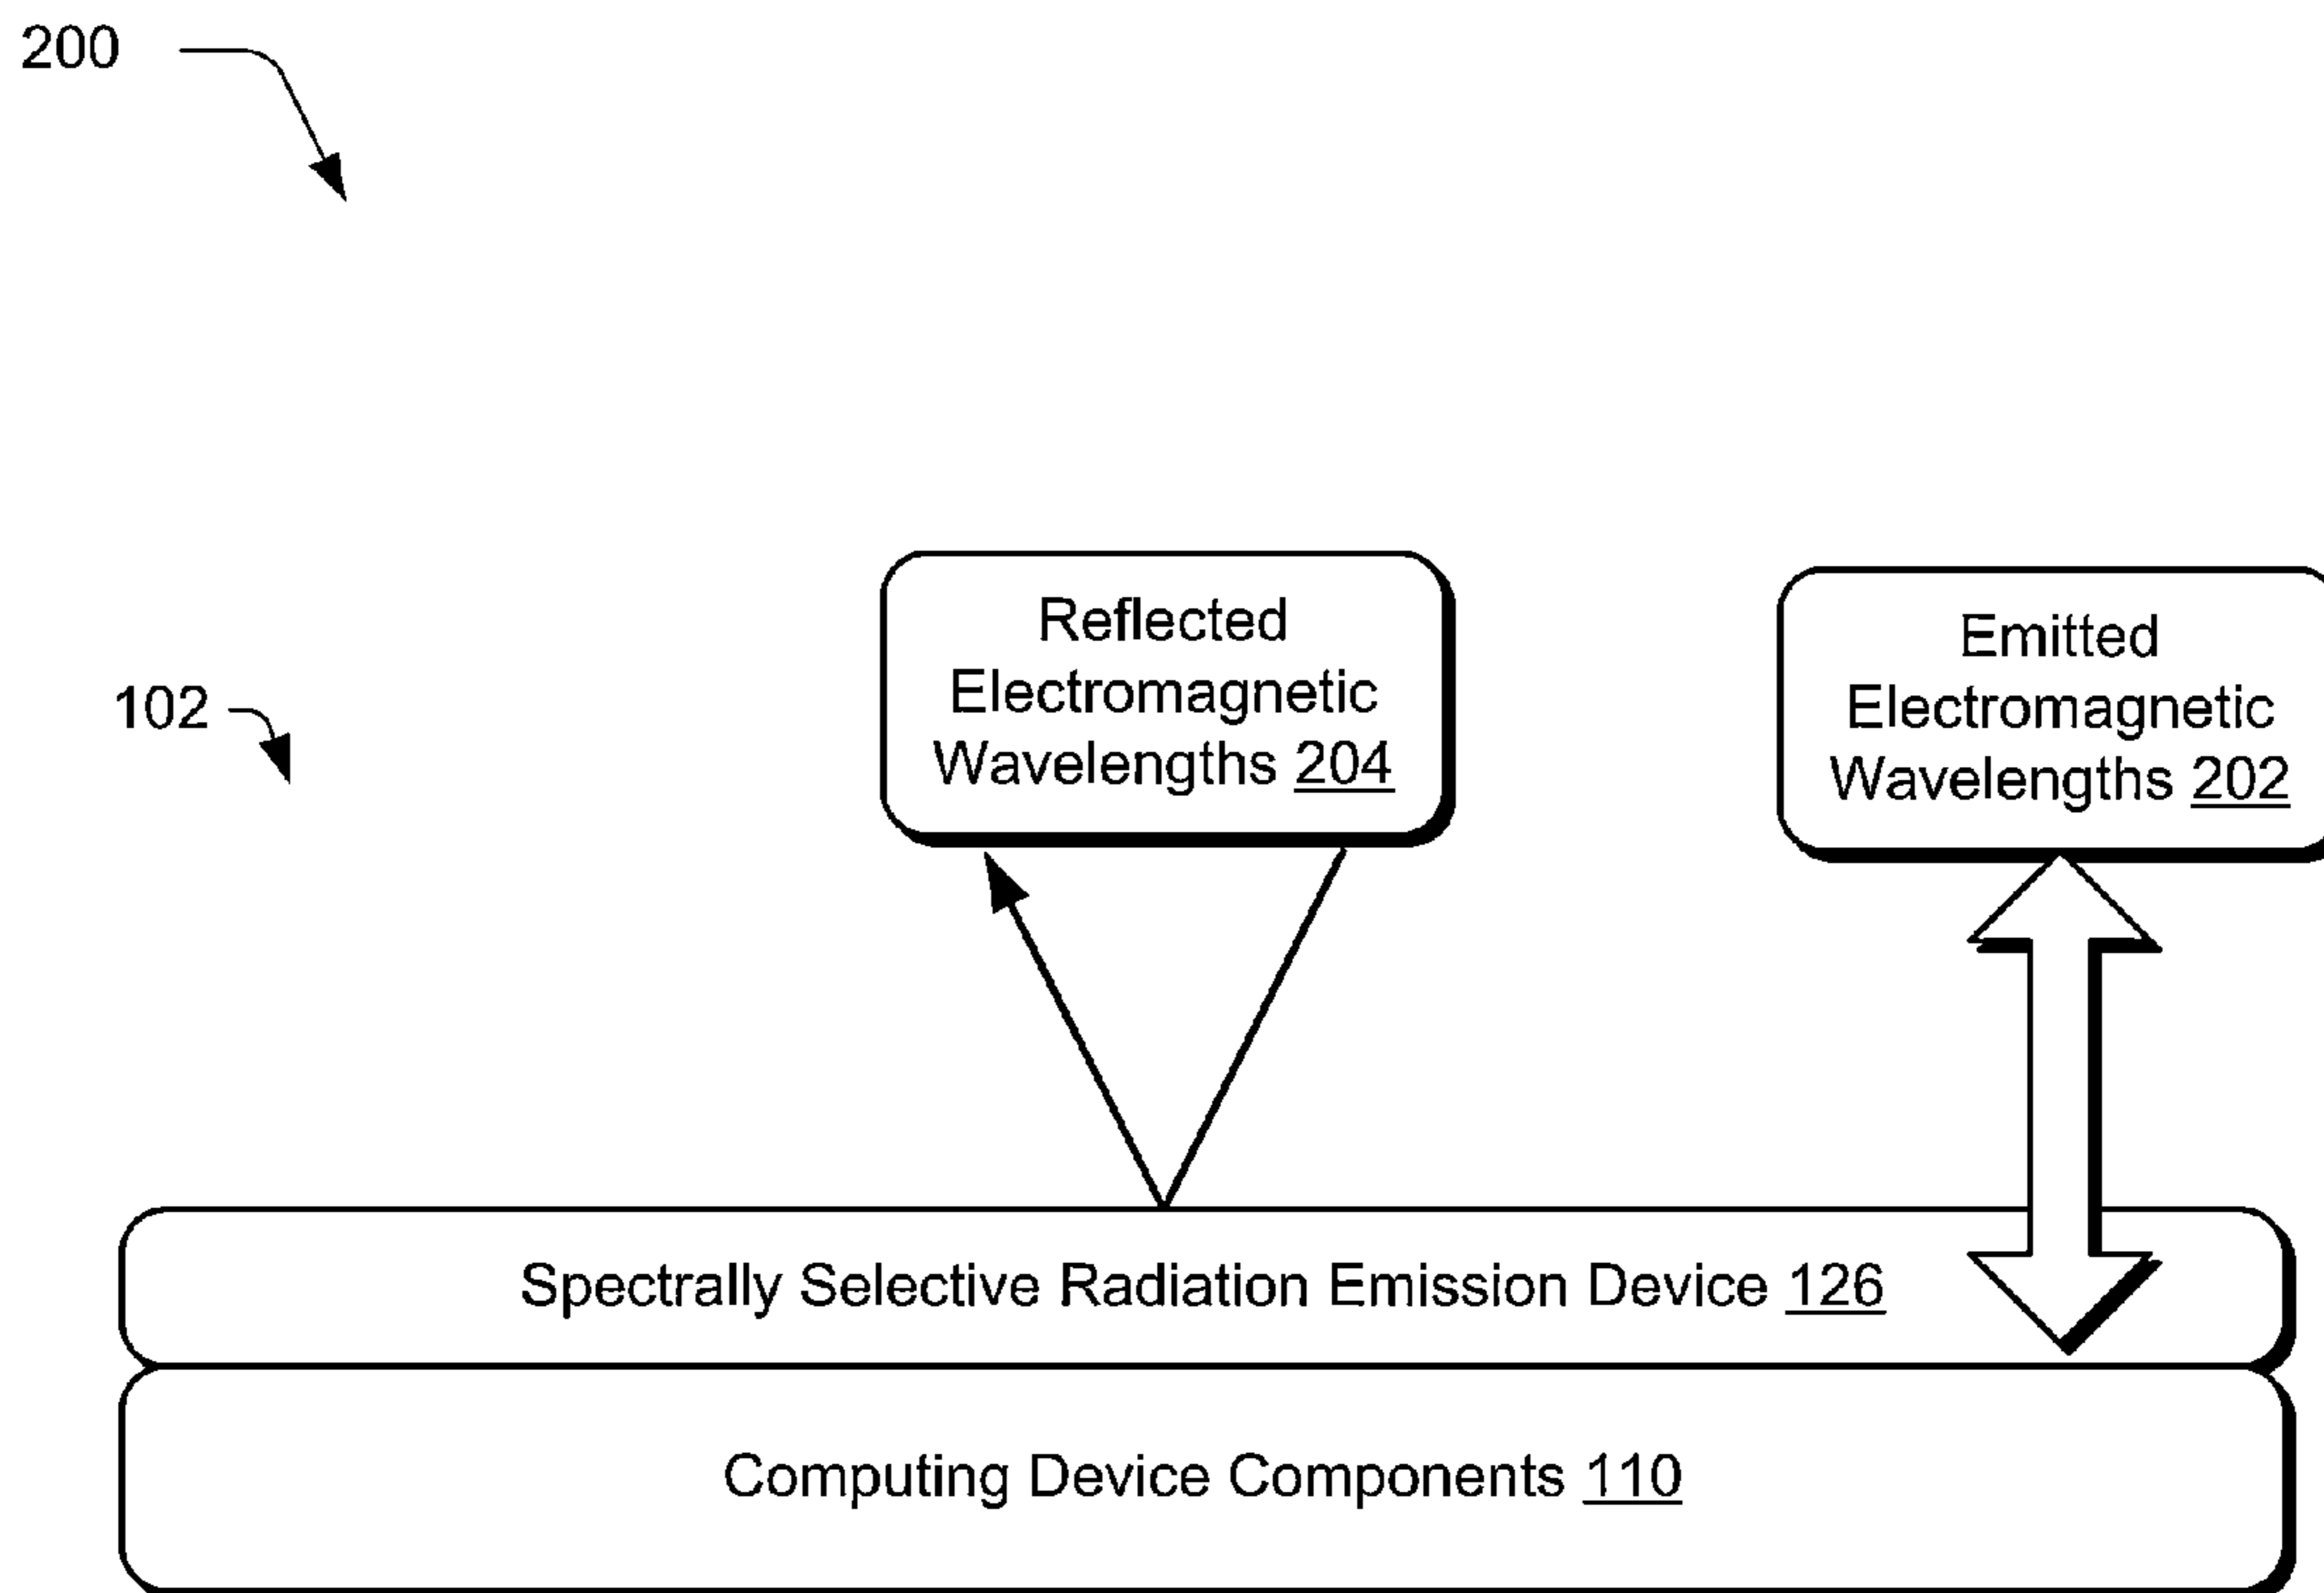 200
Reflected
Electromagnetic
Wavelengths 204
Emitted
Electromagnetic
Wavelengths 202
102
Spectrally Selective Radiation Emission Device 126
Computing Device Components 110